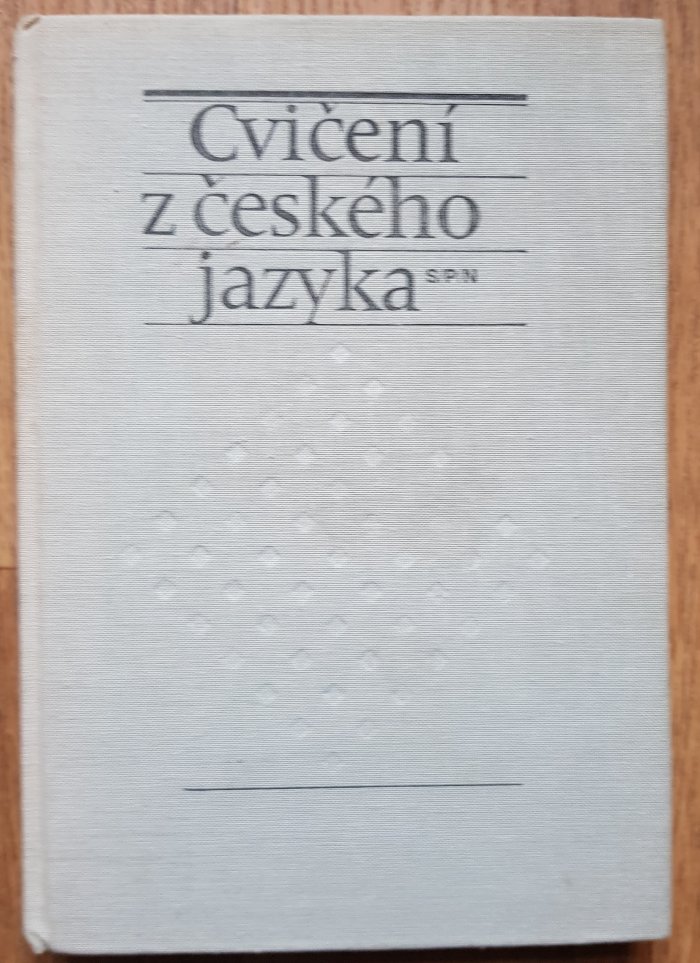 Cvičení
z českého
jazyka SPN